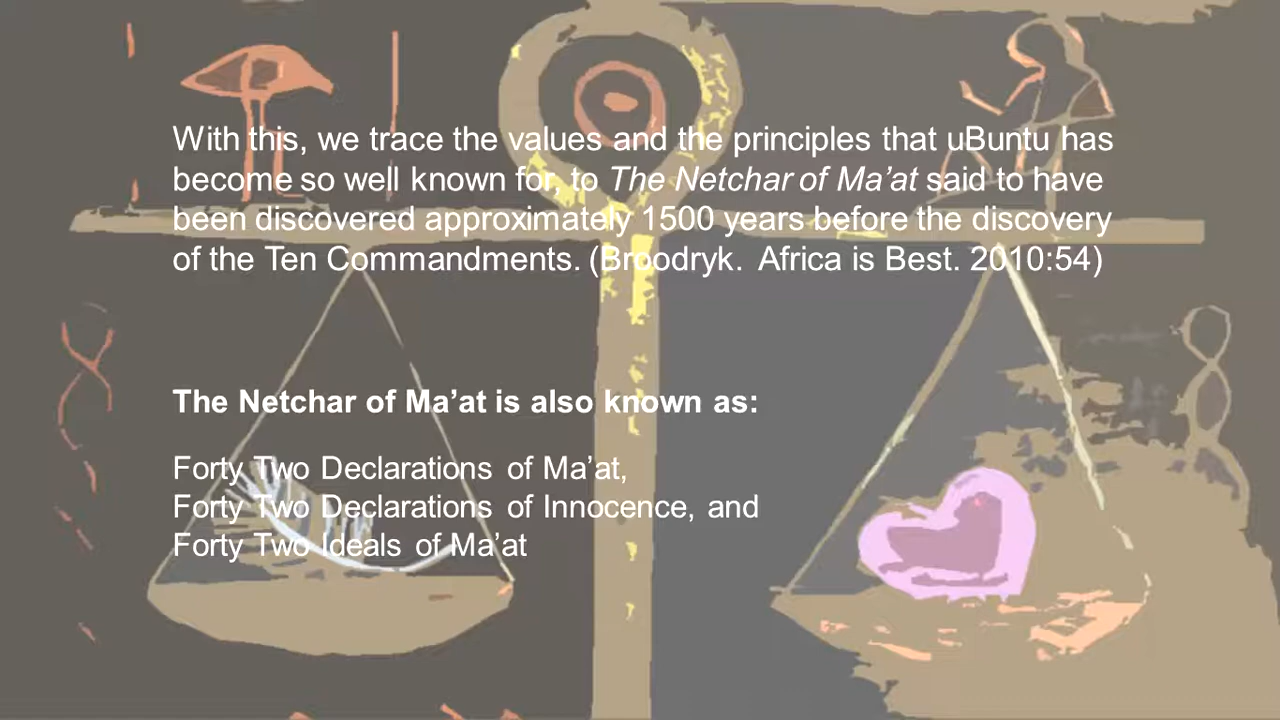 With this, we trace the values and the principles that uBuntu has
become so well known for, to The Netchar of Ma’at said to have
been discovered approximately 1500 years before the discovery
of the Ten Commandments. (Broodryk. Africa is Best. 2010:54)
The Netchar of Ma’at is also known as:
Forty Two Declarations of Ma’at,
Forty Two Declarations of Innocence, and
Forty Two Ideals of Ma’at